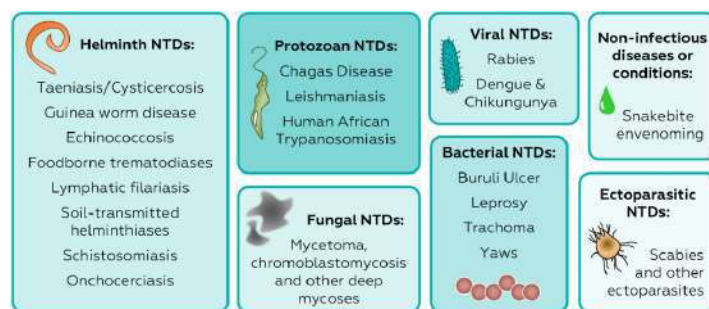 Helminth NTDs:
Taeniasis/Cysticercosis
Guinea worm disease
Echinococcosis
Foodborne trematodiases
Lymphatic filariasis
Soil-transmitted
helminthiases
Schistosomiasis
Onchocerciasis
Protozoan NTDs:
Chagas Disease
Leishmaniasis
Human African
Trypanosomiasis
Fungal NTDs:
Mycetoma,
chromoblastomycosis
and other deep
mycoses
Viral NTDs:
Rabies
Dengue &
Chikungunya
Bacterial NTDs:
Buruli Ulcer
Leprosy
Trachoma
Yaws
Non-infectious
diseases or
conditions:
Snakebite
envenoming
Ectoparasitic
NTDs:
Scabies
and other
ectoparasites